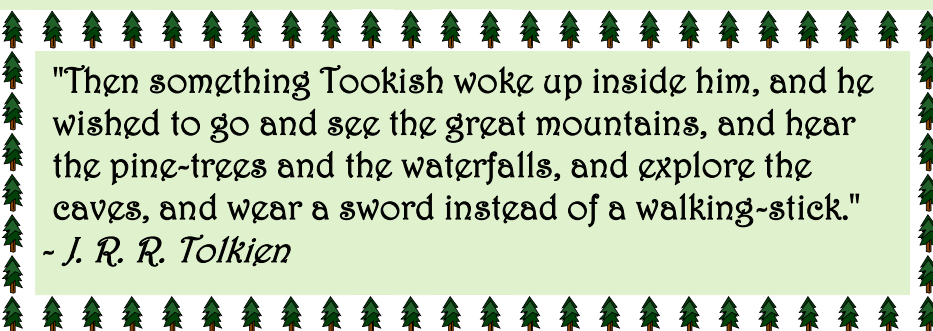 "Then something Tookish woke up inside him, and he
wished to go and see the great mountains, and hear
the pine-trees and the waterfalls, and explore the
caves, and wear a sword instead of a walking-stick."
- J. R. R. Tolkien